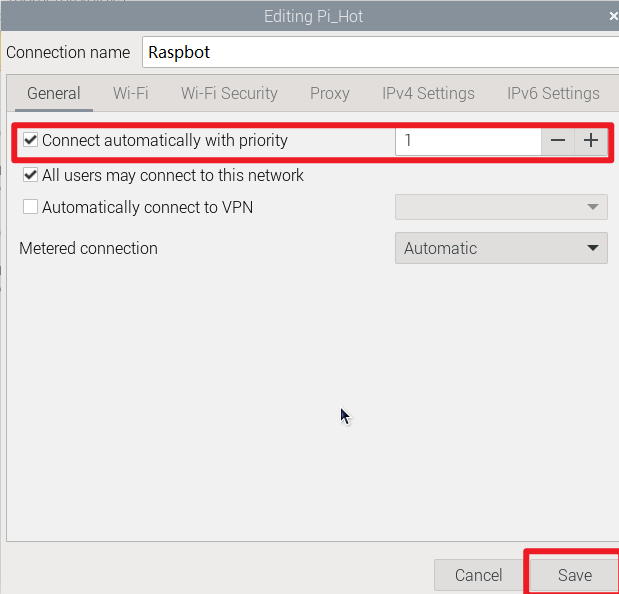 Editing Pi_Hot
Connection name Raspbot
General Wi-Fi Wi-Fi Security Proxy IPv4 Settings IPv6 Settings
Connect automatically with priority 1
All users may connect to this network
Automatically connect to VPN
Metered connection Automatic
Cancel Save